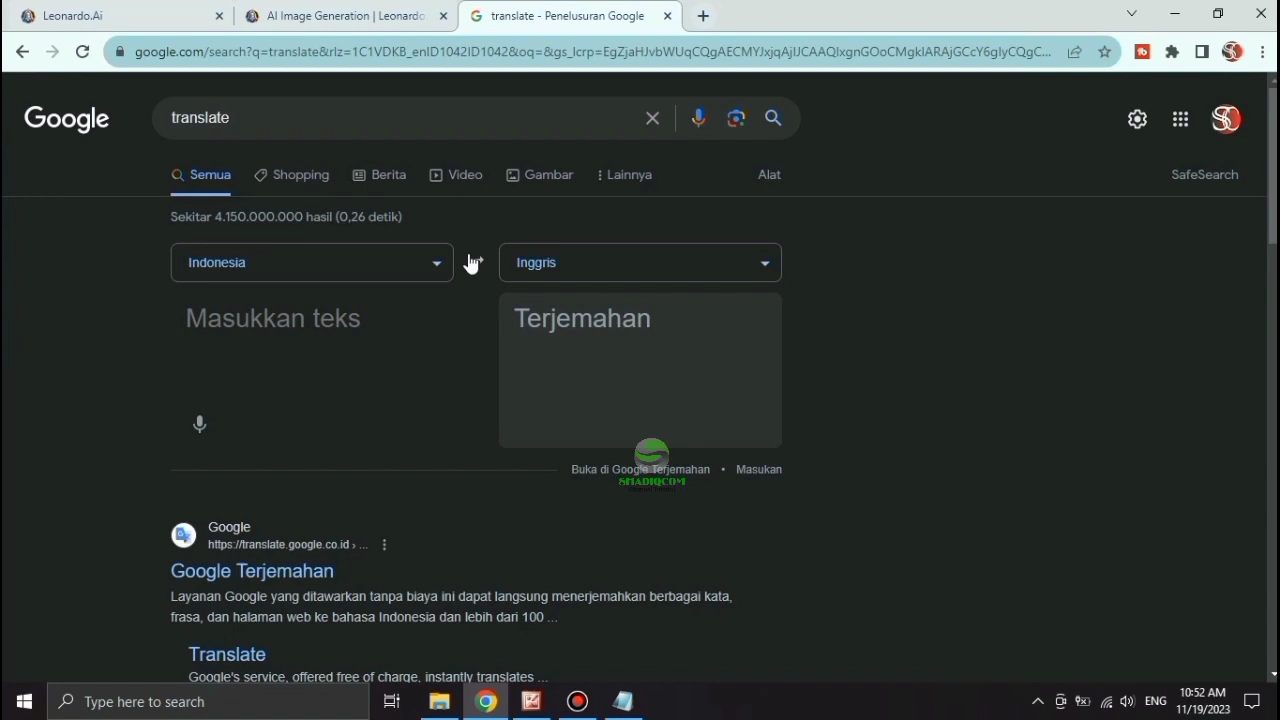 Leonardo.Ai
AI Image Generation | Leonardo
translate - Penelusuran Google
google.com/search?q=translate&rlz=1C1VDKB_enID1042ID1042&oq=&gs_lcrp=
Google
translate
Semua
Shopping
Berita
Video
Gambar
Lainnya
Alat
SafeSearch
Sekitar 4.150.000.000 hasil (0,26 detik)
Indonesia
Inggris
Masukkan teks
Terjemahan
Buka di Google Terjemahan • Masukan
SMADIQCOM
Google
https://translate.google.co.id › ...
Google Terjemahan
Layanan Google yang ditawarkan tanpa biaya ini dapat langsung menerjemahkan berbagai kata,
frasa, dan halaman web ke bahasa Indonesia dan lebih dari 100 ...
Translate
Google's service, offered free of charge, instantly translates ...
Type here to search
ENG
10:52 AM
11/19/2023